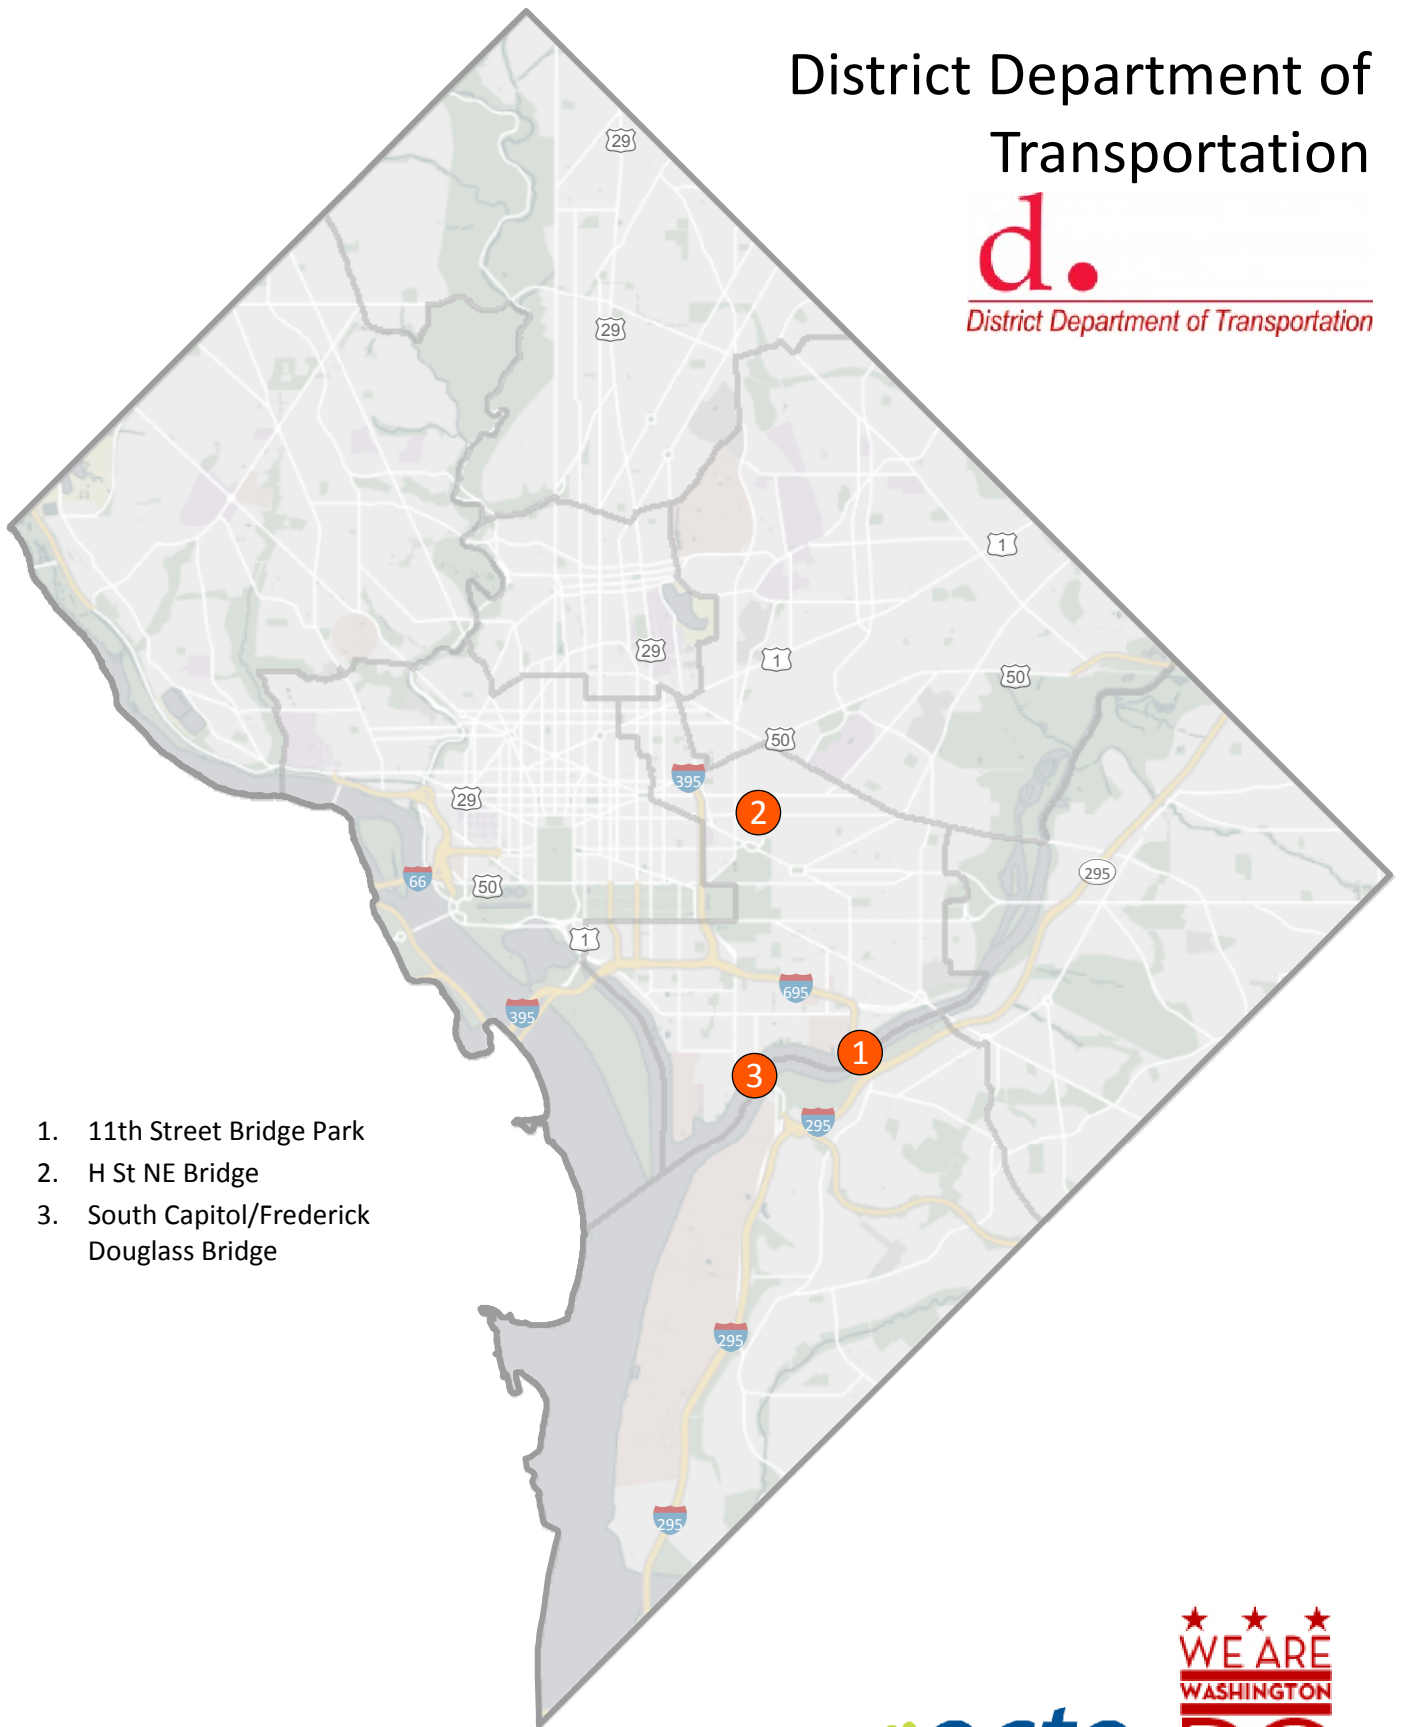 District Department of
Transportation
d.
District Department of Transportation
29
29
1
29
1
50
50
395
29
2
66
50
295
1
695
395
1
3
295
1. 11th Street Bridge Park
2. H St NE Bridge
3. South Capitol/Frederick
Douglass Bridge
295
295
WE ARE
WASHINGTON